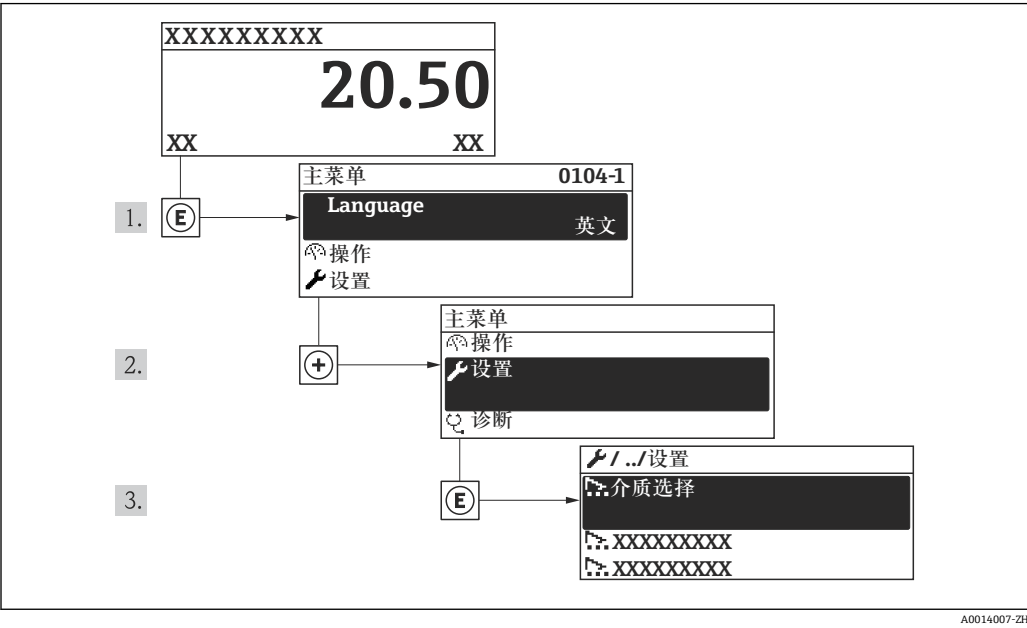 XXXXXXXXX
20.50
XX XX
主菜单 0104-1
Language
英文
1. E
操作
设置
主菜单
操作
2. +
设置
诊断
/ ../设置
介质选择
3. E
XXXXXXXXX
XXXXXXXXX
A0014007-ZH